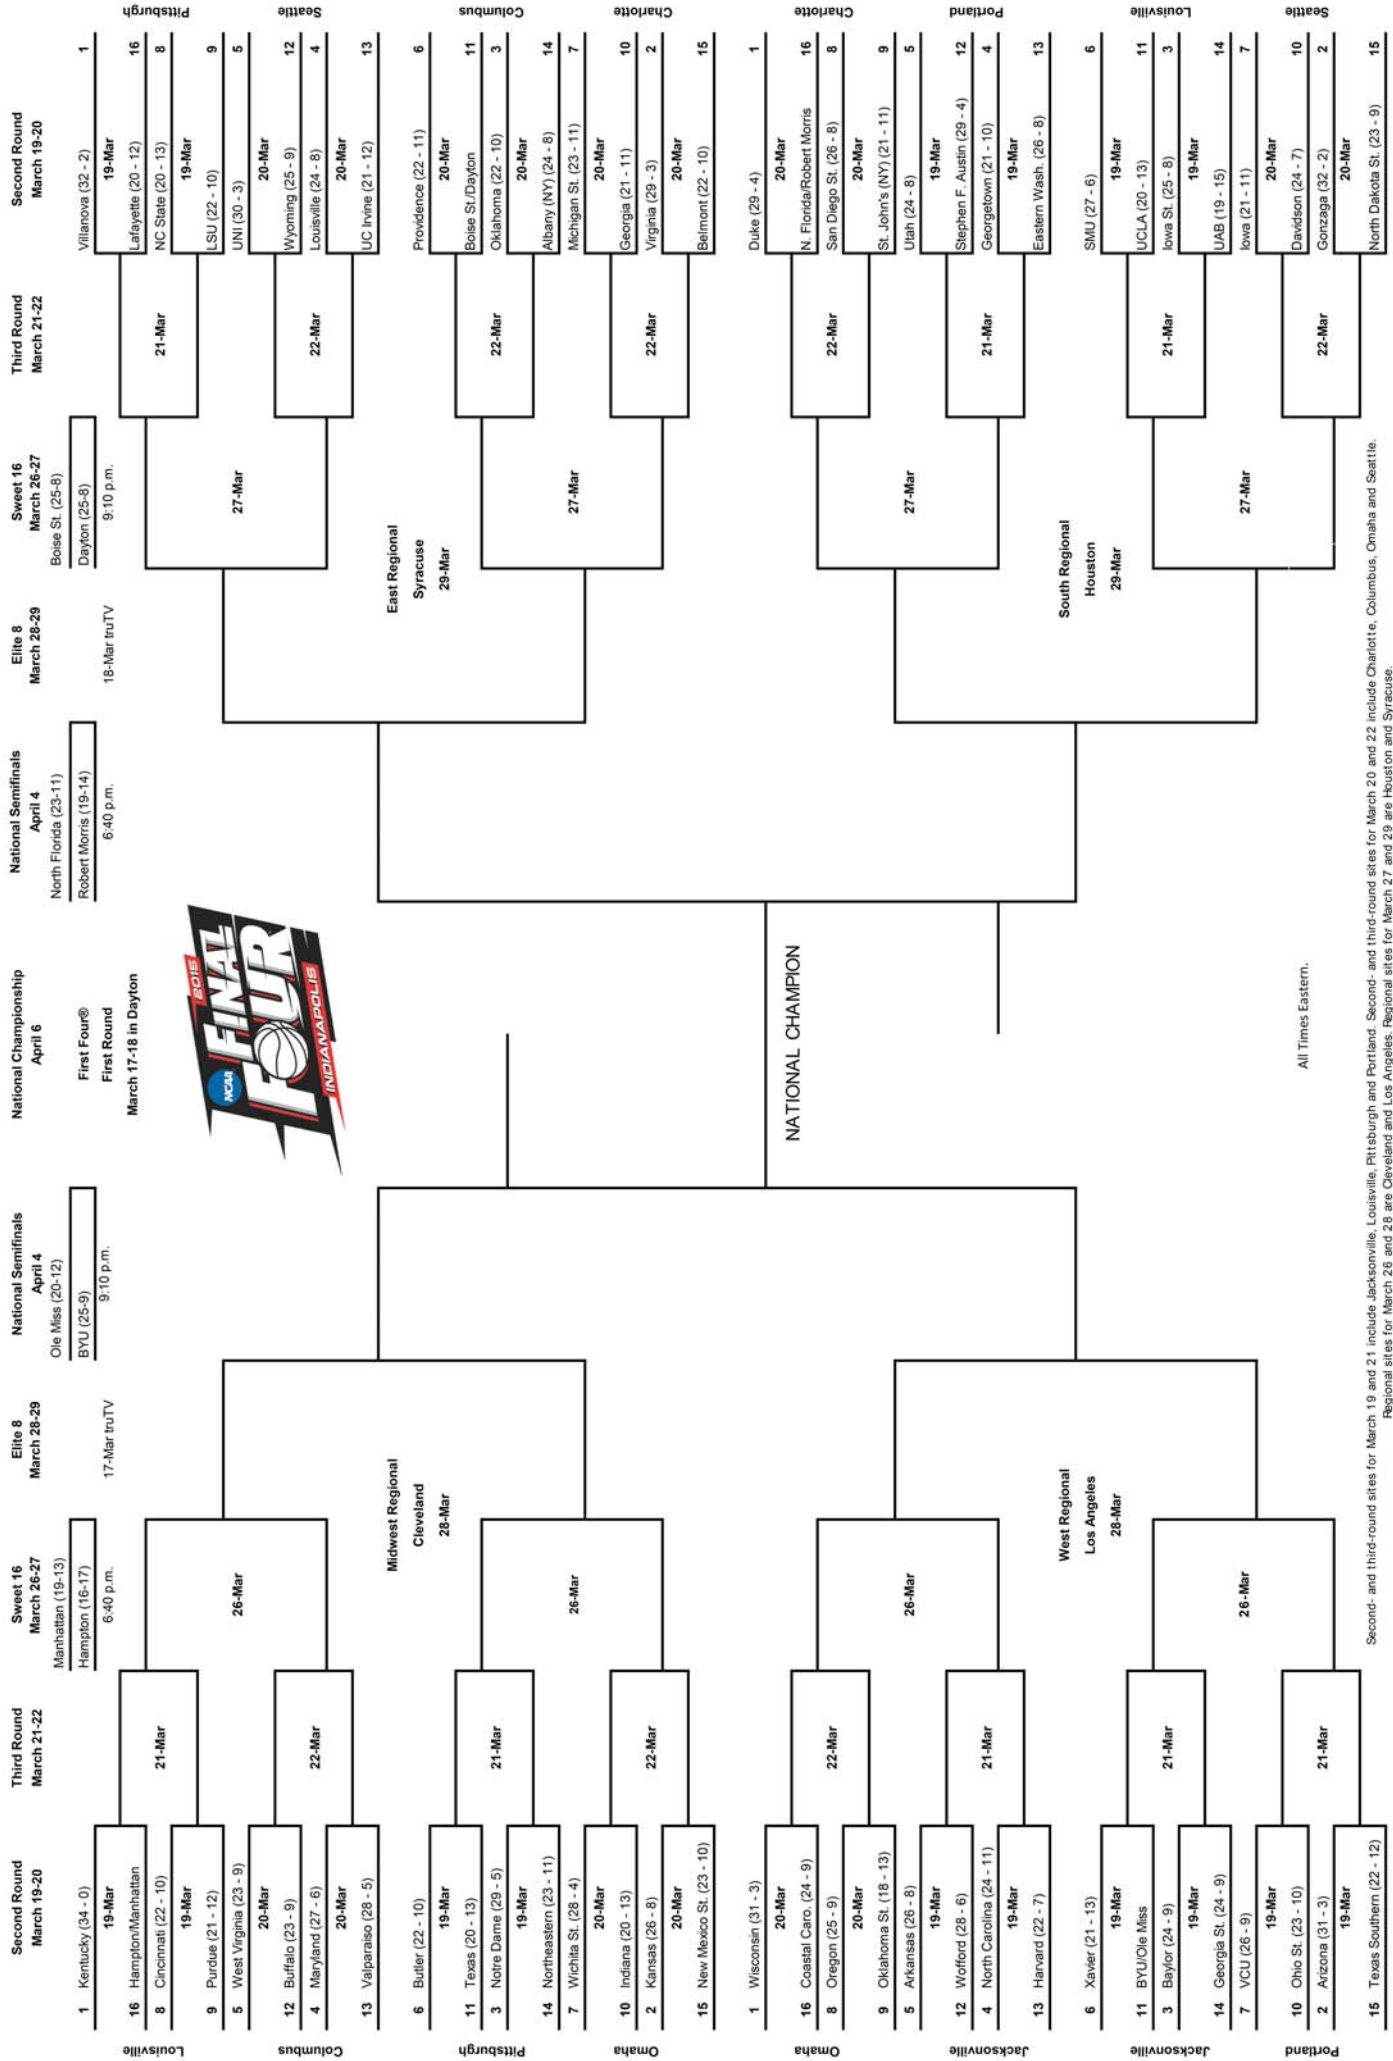 Second Round
March 19-20
Third Round
March 21-22
Sweet 16
March 26-27
Elite 8
March 28-29
National Semifinals
April 4
National Championship
April 6
National Semifinals
April 4
Elite 8
March 28-29
Sweet 16
March 26-27
Third Round
March 21-22
Second Round
March 19-20
Manhattan (19-13)
Hampton (16-17)
6:40 p.m.
17-Mar truTV
Ole Miss (20-12)
BYU (25-9)
9:10 p.m.
First Four®
First Round
March 17-18 in Dayton
North Florida (23-11)
Robert Morris (19-14)
6:40 p.m.
18-Mar truTV
Boise St. (25-8)
Dayton (25-8)
9:10 p.m.
2015
NCAA
FINAL
FOUR
INDIANAPOLIS
Louisville
1 Kentucky (34 - 0)
19-Mar
16 Hampton/Manhattan
21-Mar
8 Cincinnati (22 - 10)
19-Mar
9 Purdue (21 - 12)
26-Mar
Columbus
5 West Virginia (23 - 9)
20-Mar
12 Buffalo (23 - 9)
22-Mar
4 Maryland (27 - 6)
20-Mar
13 Valparaiso (28 - 5)
Midwest Regional
Cleveland
28-Mar
Pittsburgh
6 Butler (22 - 10)
19-Mar
11 Texas (20 - 13)
21-Mar
3 Notre Dame (29 - 5)
19-Mar
14 Northeastern (23 - 11)
26-Mar
Omaha
7 Wichita St. (28 - 4)
20-Mar
10 Indiana (20 - 13)
22-Mar
2 Kansas (26 - 8)
20-Mar
15 New Mexico St. (23 - 10)
Omaha
1 Wisconsin (31 - 3)
20-Mar
16 Coastal Caro. (24 - 9)
22-Mar
8 Oregon (25 - 9)
20-Mar
9 Oklahoma St. (18 - 13)
26-Mar
Jacksonville
5 Arkansas (26 - 8)
19-Mar
12 Wofford (28 - 6)
21-Mar
4 North Carolina (24 - 11)
19-Mar
13 Harvard (22 - 7)
West Regional
Los Angeles
28-Mar
Louisville
Jacksonville
6 Xavier (21 - 13)
19-Mar
11 BYU/Ole Miss
21-Mar
3 Baylor (24 - 9)
19-Mar
14 Georgia St. (24 - 9)
26-Mar
Portland
7 VCU (26 - 9)
19-Mar
10 Ohio St. (23 - 10)
21-Mar
2 Arizona (31 - 3)
19-Mar
15 Texas Southern (22 - 12)
NATIONAL CHAMPION
Villanova (32 - 2) 1
19-Mar
Lafayette (20 - 12) 16
21-Mar
NC State (20 - 13) 8
19-Mar
LSU (22 - 10) 9
Pittsburgh
27-Mar
UNI (30 - 3) 5
20-Mar
Wyoming (25 - 9) 12
22-Mar
Louisville (24 - 8) 4
20-Mar
UC Irvine (21 - 12) 13
Seattle
East Regional
Syracuse
29-Mar
Providence (22 - 11) 6
20-Mar
Boise St./Dayton 11
22-Mar
Oklahoma (22 - 10) 3
20-Mar
Albany (NY) (24 - 8) 14
Columbus
27-Mar
Michigan St. (23 - 11) 7
20-Mar
Georgia (21 - 11) 10
22-Mar
Virginia (29 - 3) 2
20-Mar
Belmont (22 - 10) 15
Charlotte
Duke (29 - 4) 1
20-Mar
N. Florida/Robert Morris 16
22-Mar
San Diego St. (26 - 8) 8
20-Mar
St. John's (NY) (21 - 11) 9
Charlotte
27-Mar
Utah (24 - 8) 5
19-Mar
Stephen F. Austin (29 - 4) 12
21-Mar
Georgetown (21 - 10) 4
19-Mar
Eastern Wash. (26 - 8) 13
Portland
South Regional
Houston
29-Mar
SMU (27 - 6) 6
19-Mar
UCLA (20 - 13) 11
21-Mar
Iowa St. (25 - 8) 3
19-Mar
UAB (19 - 15) 14
27-Mar
Iowa (21 - 11) 7
20-Mar
Davidson (24 - 7) 10
22-Mar
Gonzaga (32 - 2) 2
20-Mar
North Dakota St. (23 - 9) 15
Seattle
All Times Eastern.
Second- and third-round sites for March 19 and 21 include Jacksonville, Louisville, Pittsburgh and Portland. Second- and third-round sites for March 20 and 22 include Charlotte, Columbus, Omaha and Seattle.
Regional sites for March 26 and 28 are Cleveland and Los Angeles. Regional sites for March 27 and 29 are Houston and Syracuse.